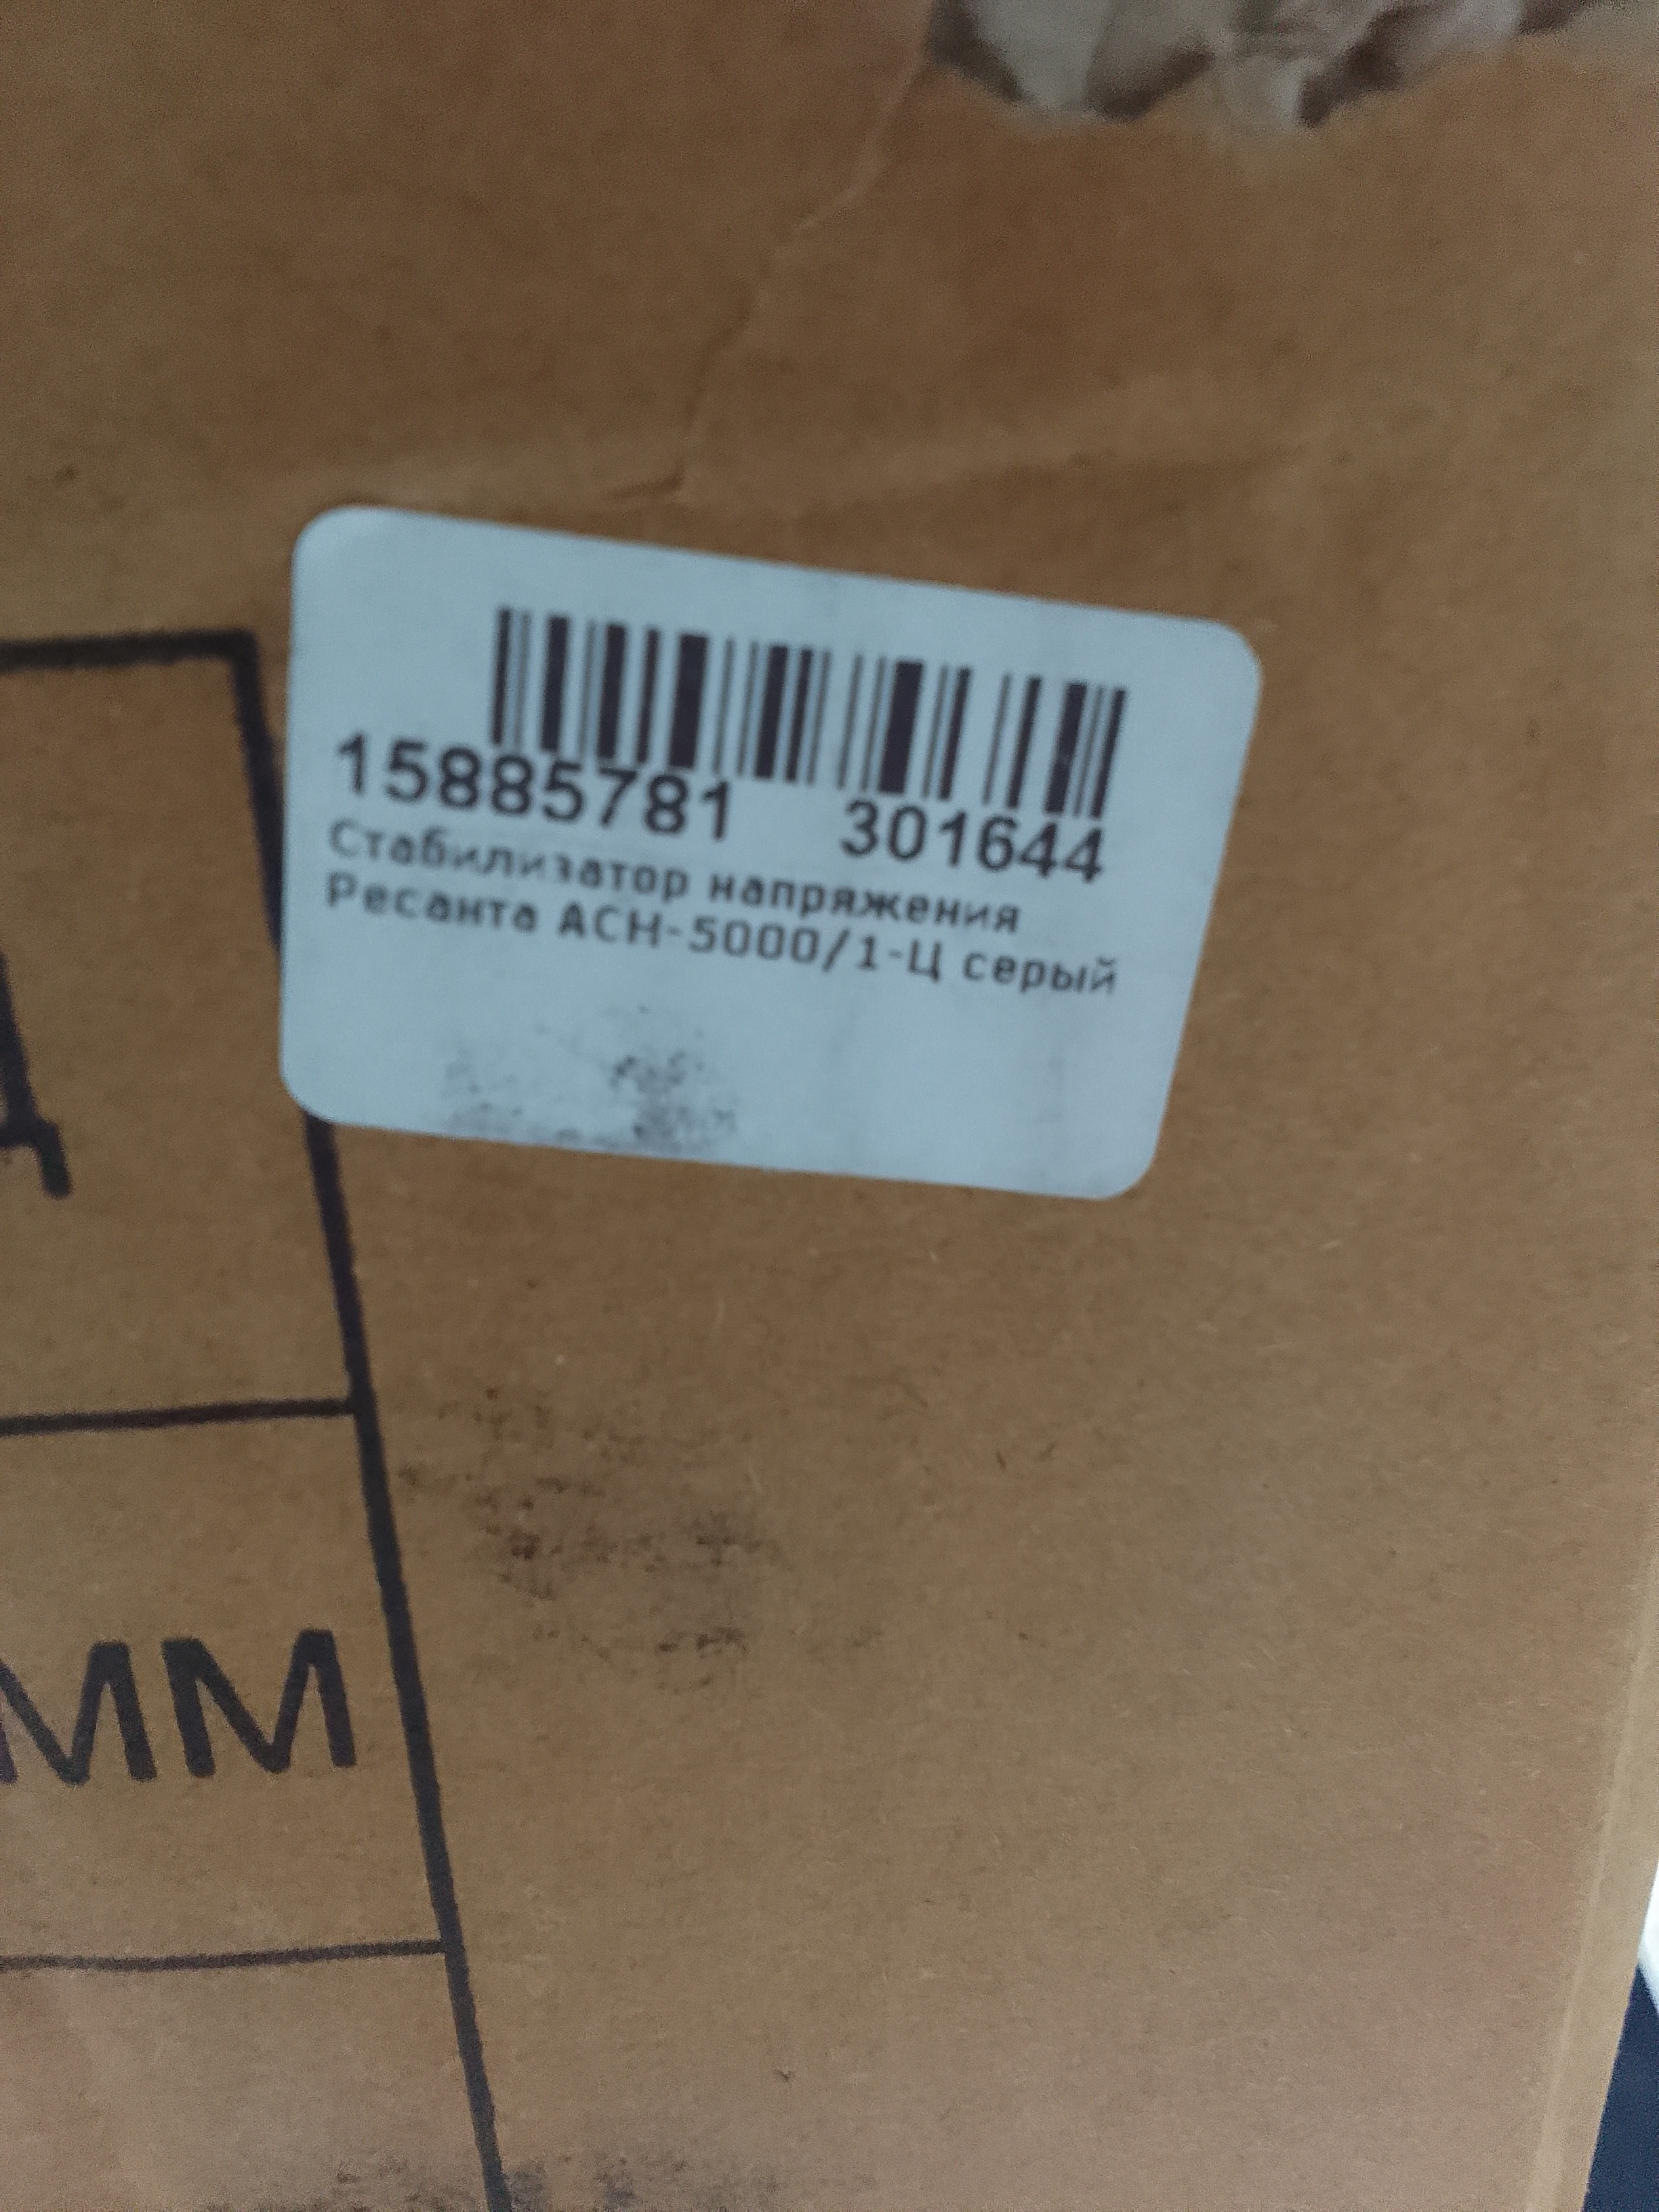 15885781 301644
Стабилизатор напряжения
Ресанта АСН-5000/1-Ц серый
Д
ММ